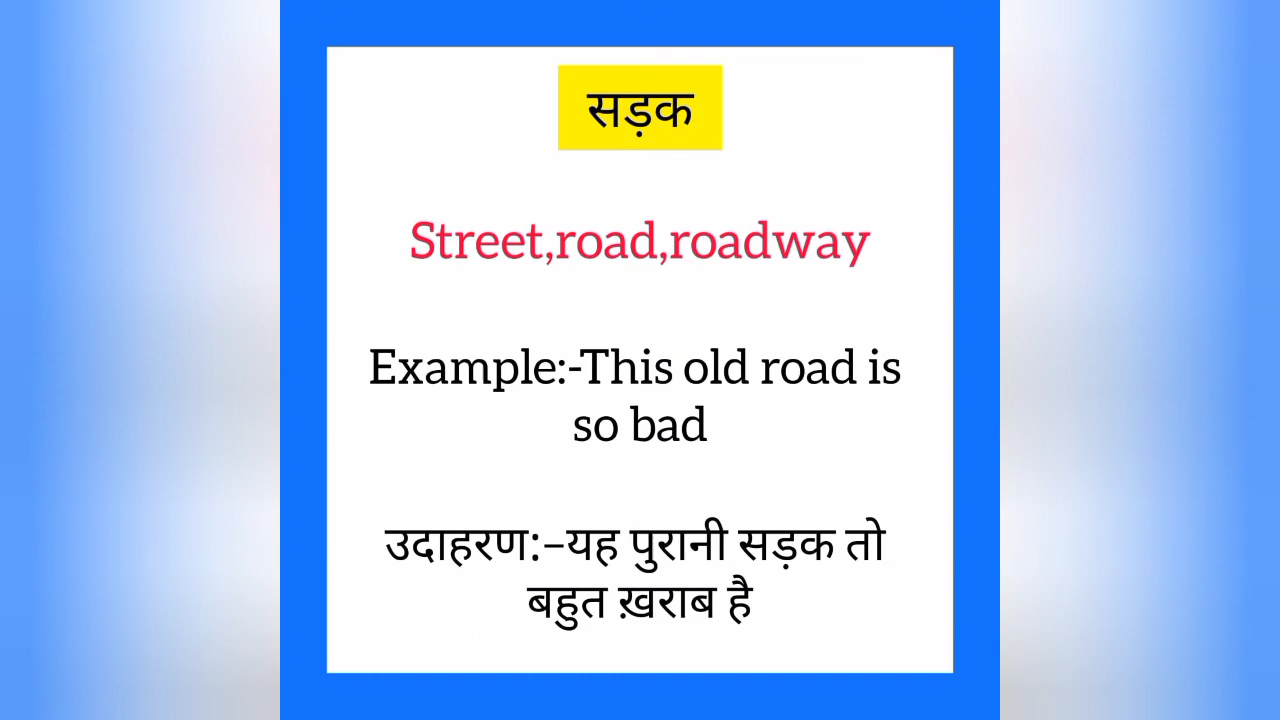 सड़क
Street,road,roadway
Example:-This old road is
so bad
उदाहरण:–यह पुरानी सड़क तो
बहुत ख़राब है